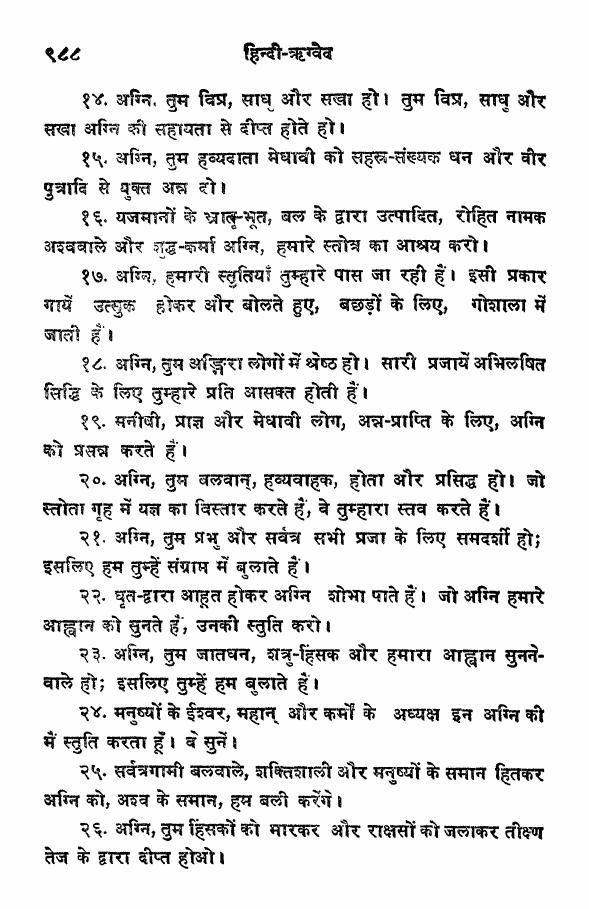 ९८८ हिन्दी-ऋग्वेद
१४. अग्नि, तुम विप्र, साधु और सखा हो। तुम विप्र, साधु और
सखा अग्नि की सहायता से दीप्त होते हो।
१५. अग्नि, तुम हव्यदाता मेधावी को सहस्र-संख्यक धन और वीर
पुत्रादि से युक्त अन्न दो।
१६. यजमानों के भ्रातृ-भूत, बल के द्वारा उत्पादित, रोहित नामक
अश्ववाले और शुद्ध-कर्मा अग्नि, हमारे स्तोत्र का आश्रय करो।
१७. अग्नि, हमारी स्तुतियाँ तुम्हारे पास जा रही हैं। इसी प्रकार
गायें उत्सुक होकर और बोलते हुए, बछड़ों के लिए, गोशाला में
जाती हैं।
१८. अग्नि, तुम अङ्गिरा लोगों में श्रेष्ठ हो। सारी प्रजायें अभिलषित
सिद्धि के लिए तुम्हारे प्रति आसक्त होती हैं।
१९. मनीषी, प्राज्ञ और मेधावी लोग, अन्न-प्राप्ति के लिए, अग्नि
को प्रसन्न करते हैं।
२०. अग्नि, तुम बलवान्, हव्यवाहक, होता और प्रसिद्ध हो। जो
स्तोता गृह में यज्ञ का विस्तार करते हैं, वे तुम्हारा स्तव करते हैं।
२१. अग्नि, तुम प्रभु और सर्वत्र सभी प्रजा के लिए समदर्शी हो;
इसलिए हम तुम्हें संग्राम में बुलाते हैं।
२२. घृत-द्वारा आहूत होकर अग्नि शोभा पाते हैं। जो अग्नि हमारे
आह्वान को सुनते हैं, उनकी स्तुति करो।
२३. अग्नि, तुम जातधन, शत्रु-हिंसक और हमारा आह्वान सुनने-
वाले हो; इसलिए तुम्हें हम बुलाते हैं।
२४. मनुष्यों के ईश्वर, महान् और कर्मों के अध्यक्ष इन अग्नि की
मैं स्तुति करता हूँ। वे सुनें।
२५. सर्वत्रगामी बलवाले, शक्तिशाली और मनुष्यों के समान हितकर
अग्नि को, अश्व के समान, हम बली करेंगे।
२६. अग्नि, तुम हिंसकों को मारकर और राक्षसों को जलाकर तीक्ष्ण
तेज के द्वारा दीप्त होओ।